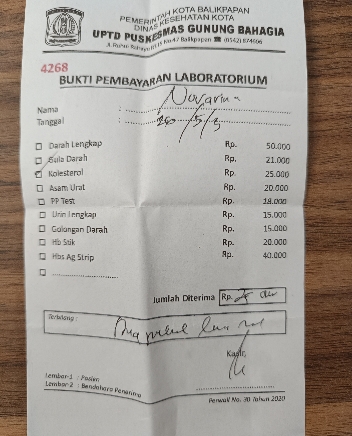 PEMERINTAH KOTA BALIKPAPAN
DINAS KESEHATAN KOTA
UPTD PUSKESMAS GUNUNG BAHAGIA
4268
BUKTI PEMBAYARAN LABORATORIUM
Nama :
Tanggal :
Darah Lengkap Rp. 50.000
Gula Darah Rp. 21.000
Kolesterol Rp. 25.000
Asam Urat Rp. 20.000
PP Test Rp. 18.000
Urin Lengkap Rp. 15.000
Golongan Darah Rp. 15.000
Hb Stik Rp. 20.000
Hbs Ag Strip Rp. 40.000
Jumlah Diterima Rp.
Terbilang :
Kasir,
Lembar-1 : Pasien
Lembar-2 : Bendahara Penerima
Perwali No. 30 Tahun 2020